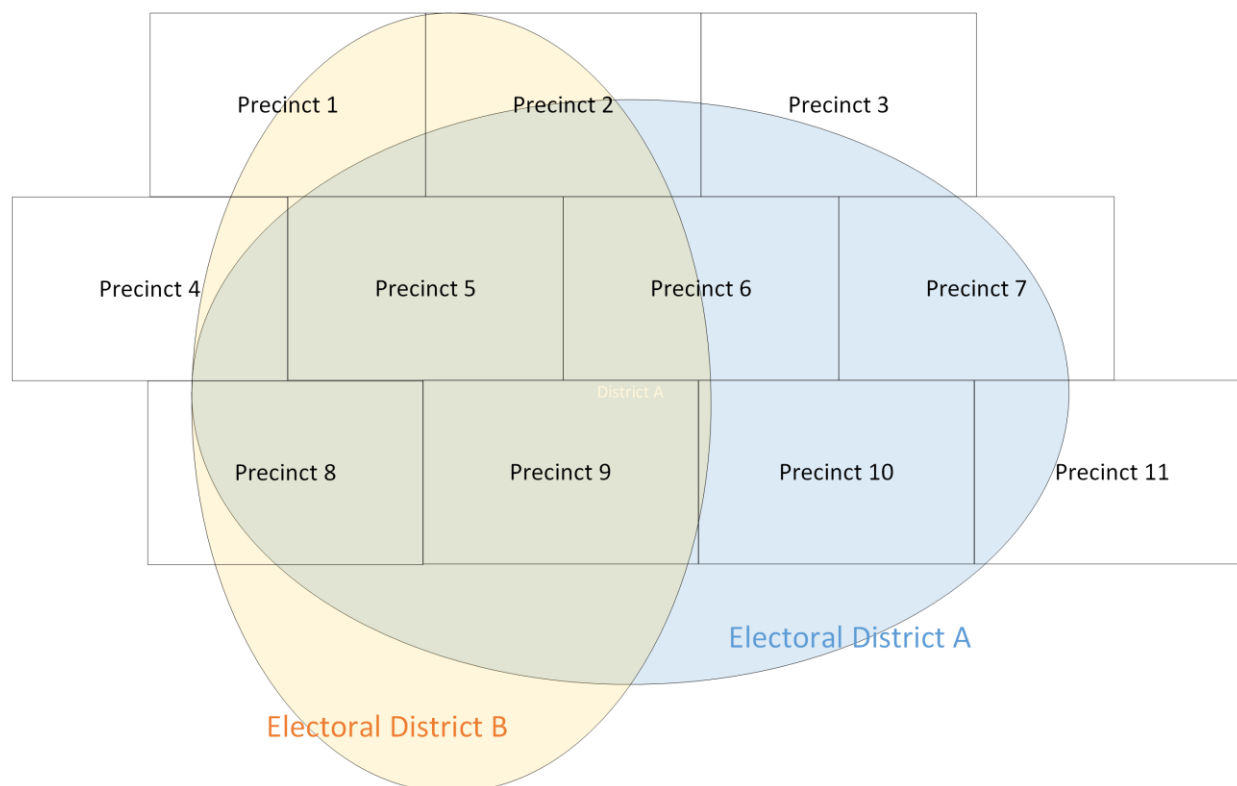 Precinct 1
Precinct 2
Precinct 3
Precinct 4
Precinct 5
Precinct 6
Precinct 7
District A
Precinct 8
Precinct 9
Precinct 10
Precinct 11
Electoral District A
Electoral District B